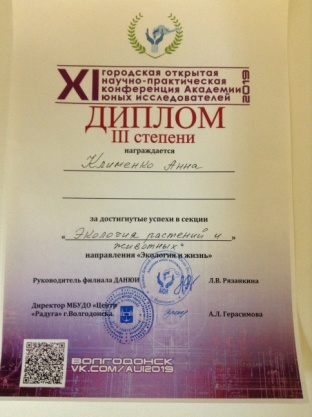 XI городская открытая
научно-практическая
конференция Академии
юных исследователей
2019
ДИПЛОМ
III степени
награждается
Клименко Анна
за достигнутые успехи в секции
«Экология растений и
животных»
направления «Экология и жизнь»
Руководитель филиала ДАНЮИ
Л.В. Рязанкина
Директор МБУДО «Центр
«Радуга» г.Волгодонска
А.Л. Герасимова
ВОЛГОДОНСК
VK.COM/AUI2019